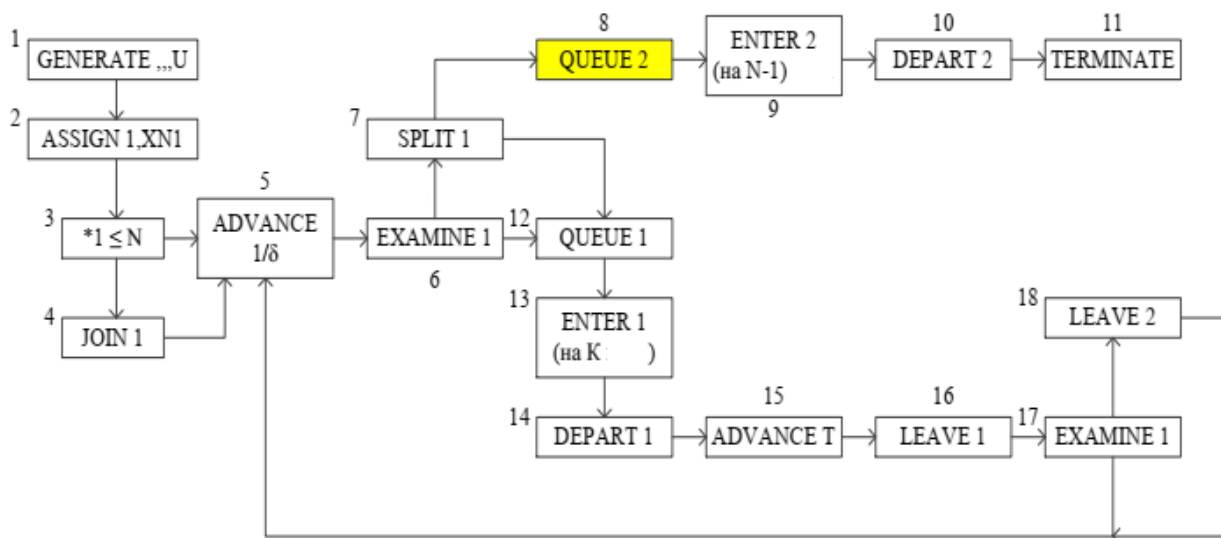 1
GENERATE ,,,U
2
ASSIGN 1,XN1
3
*1 ≤ N
4
JOIN 1
5
ADVANCE
1/δ
EXAMINE 1
6
7
SPLIT 1
8
QUEUE 2
ENTER 2
(на N-1)
9
10
DEPART 2
11
TERMINATE
12
QUEUE 1
13
ENTER 1
(на К )
14
DEPART 1
15
ADVANCE T
16
LEAVE 1
17
EXAMINE 1
18
LEAVE 2